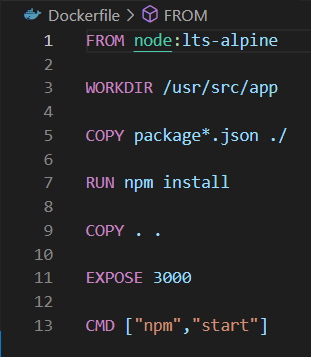 Dockerfile > FROM
1 FROM node:lts-alpine
2
3 WORKDIR /usr/src/app
4
5 COPY package*.json ./
6
7 RUN npm install
8
9 COPY . .
10
11 EXPOSE 3000
12
13 CMD ["npm","start"]